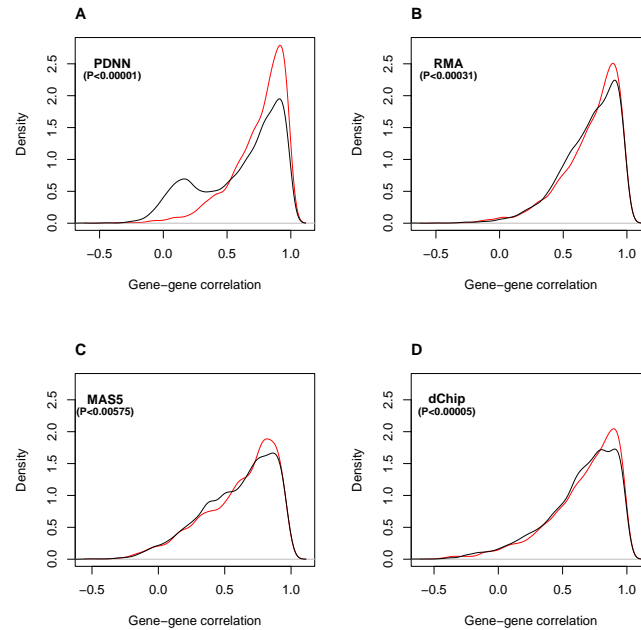 A
PDNN
(P<0.00001)
Density
0.0 0.5 1.0 1.5 2.0 2.5
−0.5 0.0 0.5 1.0
Gene−gene correlation
B
RMA
(P<0.00031)
Density
0.0 0.5 1.0 1.5 2.0 2.5
−0.5 0.0 0.5 1.0
Gene−gene correlation
C
MAS5
(P<0.00575)
Density
0.0 0.5 1.0 1.5 2.0 2.5
−0.5 0.0 0.5 1.0
Gene−gene correlation
D
dChip
(P<0.00005)
Density
0.0 0.5 1.0 1.5 2.0 2.5
−0.5 0.0 0.5 1.0
Gene−gene correlation